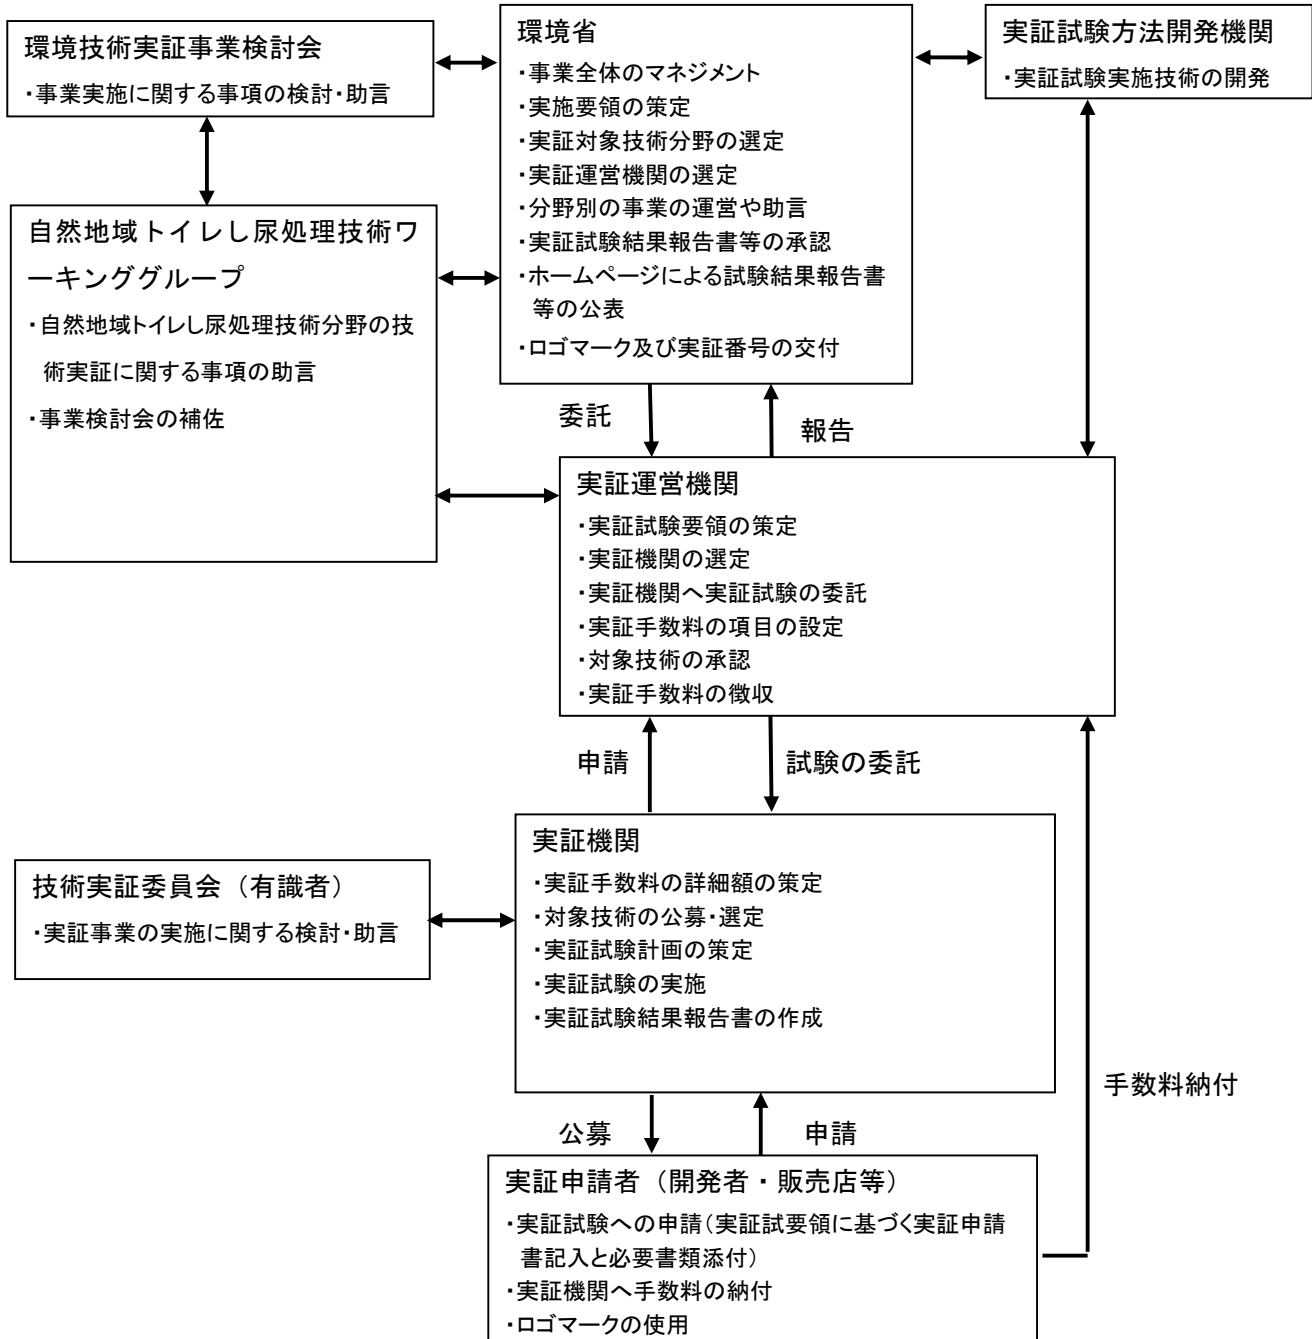 環境技術実証事業検討会
・事業実施に関する事項の検討・助言
環境省
・事業全体のマネジメント
・実施要領の策定
・実証対象技術分野の選定
・実証運営機関の選定
・分野別の事業の運営や助言
・実証試験結果報告書等の承認
・ホームページによる試験結果報告書
等の公表
・ロゴマーク及び実証番号の交付
実証試験方法開発機関
・実証試験実施技術の開発
自然地域トイレし尿処理技術ワ
ーキンググループ
・自然地域トイレし尿処理技術分野の技
術実証に関する事項の助言
・事業検討会の補佐
委託
報告
実証運営機関
・実証試験要領の策定
・実証機関の選定
・実証機関へ実証試験の委託
・実証手数料の項目の設定
・対象技術の承認
・実証手数料の徴収
申請
試験の委託
実証機関
・実証手数料の詳細額の策定
・対象技術の公募・選定
・実証試験計画の策定
・実証試験の実施
・実証試験結果報告書の作成
技術実証委員会（有識者）
・実証事業の実施に関する検討・助言
手数料納付
公募
申請
実証申請者（開発者・販売店等）
・実証試験への申請（実証試要領に基づく実証申請
書記入と必要書類添付）
・実証機関へ手数料の納付
・ロゴマークの使用